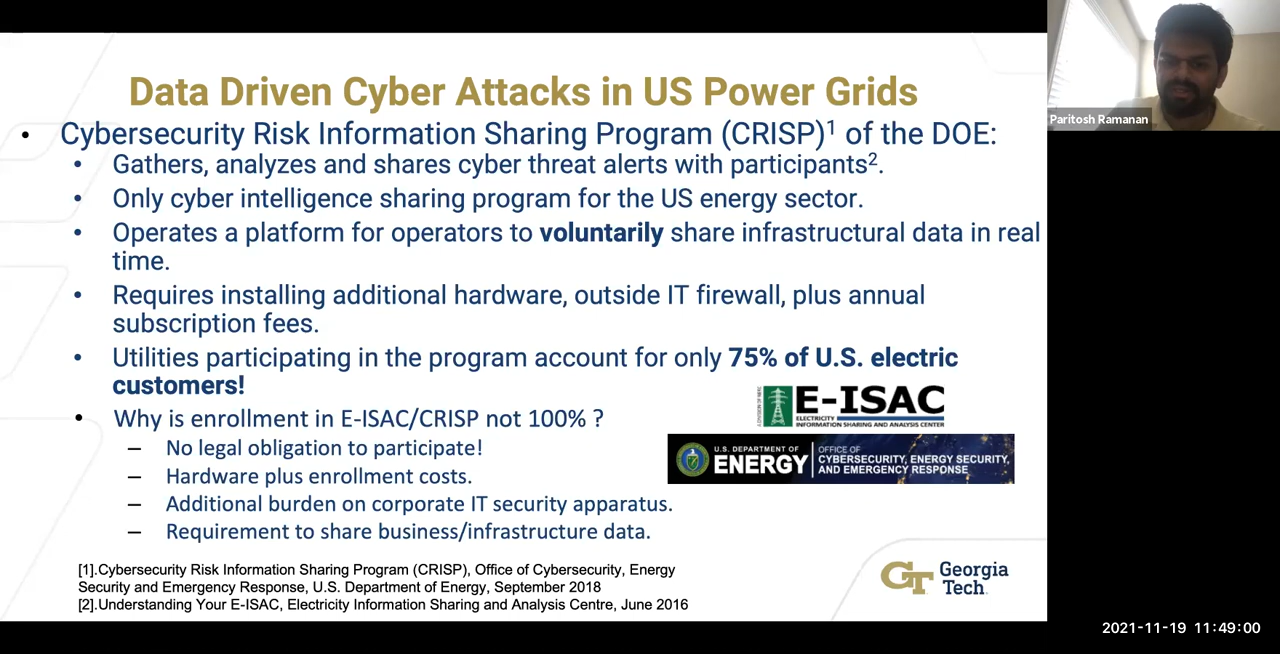 Data Driven Cyber Attacks in US Power Grids
Paritosh Ramanan
• Cybersecurity Risk Information Sharing Program (CRISP)1 of the DOE:
• Gathers, analyzes and shares cyber threat alerts with participants2.
• Only cyber intelligence sharing program for the US energy sector.
• Operates a platform for operators to voluntarily share infrastructural data in real
time.
• Requires installing additional hardware, outside IT firewall, plus annual
subscription fees.
• Utilities participating in the program account for only 75% of U.S. electric
customers!
• Why is enrollment in E-ISAC/CRISP not 100% ?
– No legal obligation to participate!
– Hardware plus enrollment costs.
– Additional burden on corporate IT security apparatus.
– Requirement to share business/infrastructure data.
E-ISAC
ELECTRICITY
INFORMATION SHARING AND ANALYSIS CENTER
U.S. DEPARTMENT OF
ENERGY
OFFICE OF
CYBERSECURITY, ENERGY SECURITY,
AND EMERGENCY RESPONSE
[1].Cybersecurity Risk Information Sharing Program (CRISP), Office of Cybersecurity, Energy
Security and Emergency Response, U.S. Department of Energy, September 2018
[2].Understanding Your E-ISAC, Electricity Information Sharing and Analysis Centre, June 2016
GT
Georgia
Tech
2021-11-19 11:49:00